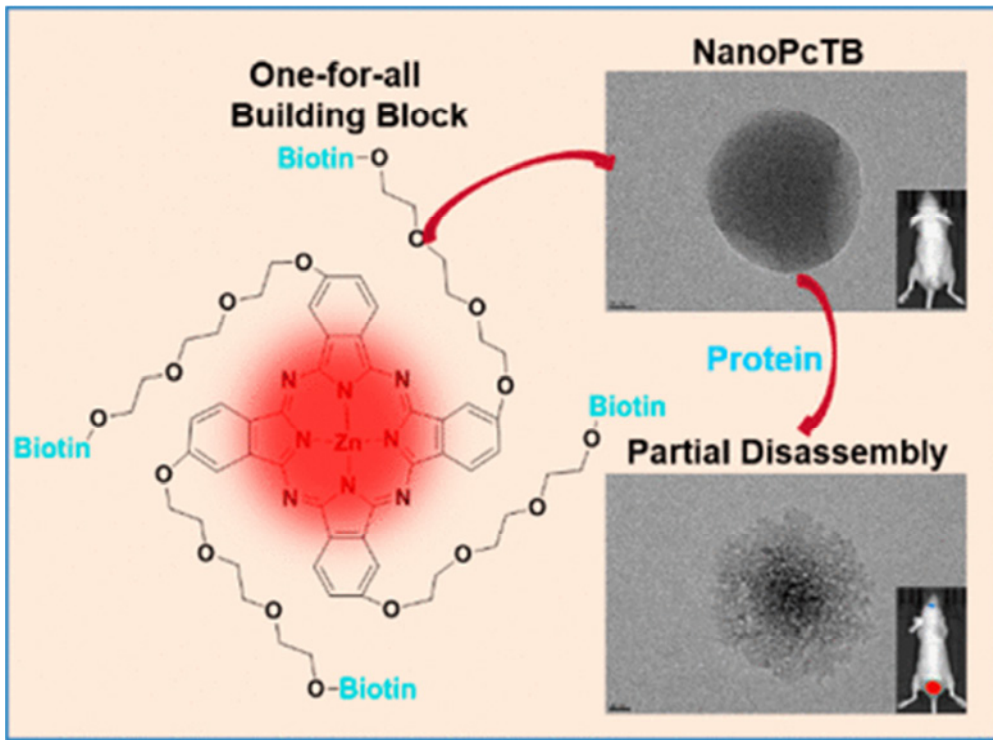 NanoPcTB
One-for-all
Building Block
Biotin–O
O
O
O O
Protein
O
N N O
N
Biotin
O
N Zn N O
Biotin
Partial Disassembly
O
N
N N
O
O O
O O
O–Biotin